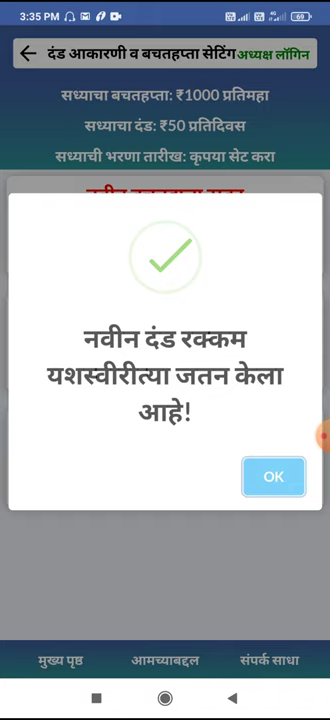 3:35 PM
69
दंड आकारणी व बचतहप्ता सेटिंग
अध्यक्ष लॉगिन
सध्याचा बचतहप्ता: ₹1000 प्रतिमहा
सध्याचा दंड: ₹50 प्रतिदिवस
सध्याची भरणा तारीख: कृपया सेट करा
नवीन दंड रक्कम
यशस्वीरीत्या जतन केला
आहे!
OK
मुख्य पृष्ठ
आमच्याबद्दल
संपर्क साधा